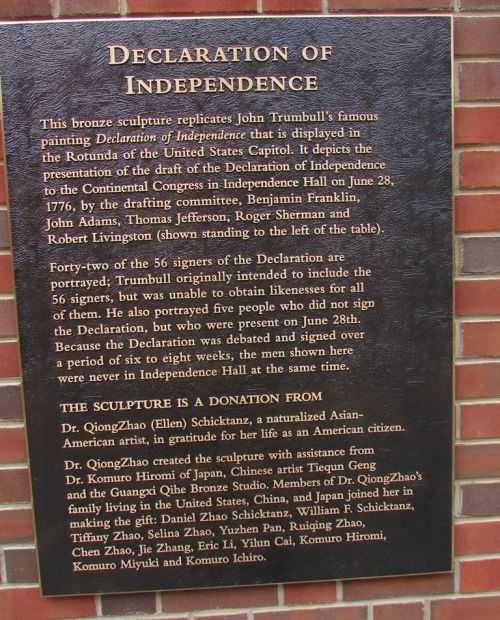 DECLARATION OF
INDEPENDENCE
This bronze sculpture replicates John Trumbull's famous
painting Declaration of Independence that is displayed in
the Rotunda of the United States Capitol. It depicts the
presentation of the draft of the Declaration of Independence
to the Continental Congress in Independence Hall on June 28,
1776, by the drafting committee, Benjamin Franklin,
John Adams, Thomas Jefferson, Roger Sherman and
Robert Livingston (shown standing to the left of the table).
Forty-two of the 56 signers of the Declaration are
portrayed; Trumbull originally intended to include the
56 signers, but was unable to obtain likenesses for all
of them. He also portrayed five people who did not sign
the Declaration, but who were present on June 28th.
Because the Declaration was debated and signed over
a period of six to eight weeks, the men shown here
were never in Independence Hall at the same time.
THE SCULPTURE IS A DONATION FROM
Dr. QiongZhao (Ellen) Schicktanz, a naturalized Asian-
American artist, in gratitude for her life as an American citizen.
Dr. QiongZhao created the sculpture with assistance from
Dr. Komuro Hiromi of Japan, Chinese artist Tiequn Geng
and the Guangxi Qihe Bronze Studio. Members of Dr. QiongZhao's
family living in the United States, China, and Japan joined her in
making the gift: Daniel Zhao Schicktanz, William F. Schicktanz,
Tiffany Zhao, Selina Zhao, Yuzhen Pan, Ruiqing Zhao,
Chen Zhao, Jie Zhang, Eric Li, Yilun Cai, Komuro Hiromi,
Komuro Miyuki and Komuro Ichiro.